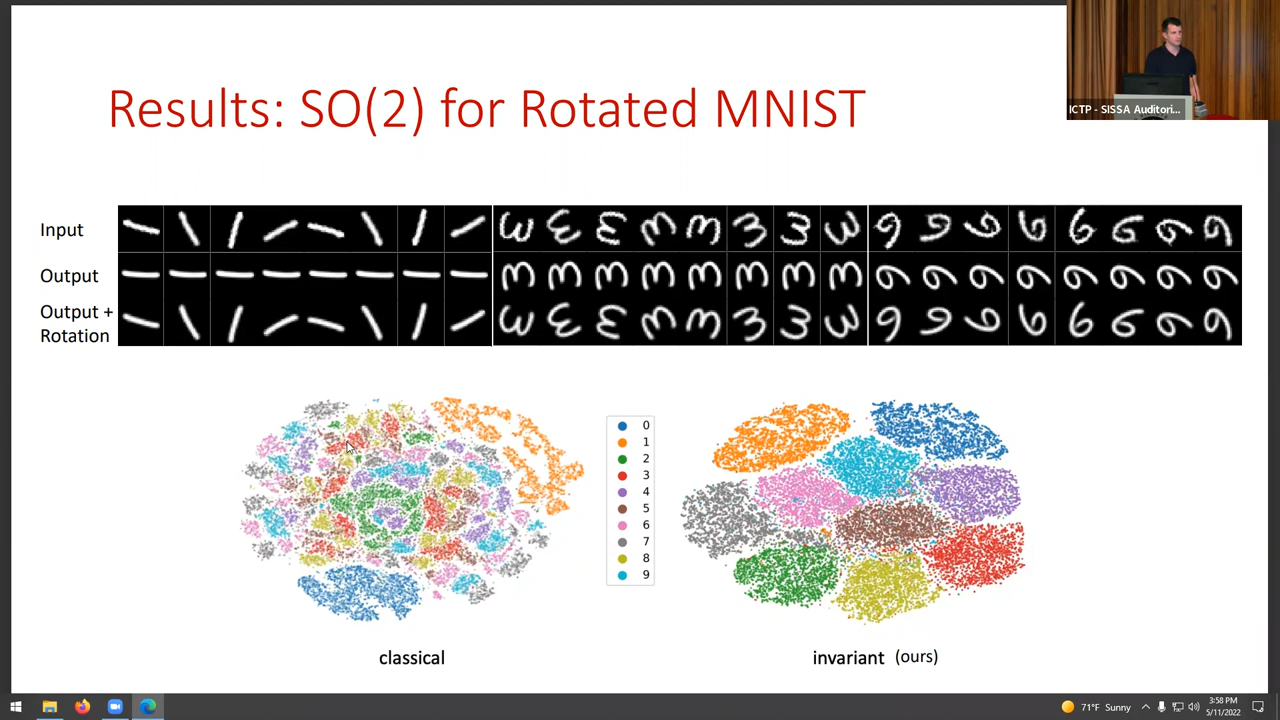 ICTP - SISSA Auditori...
Results: SO(2) for Rotated MNIST
Input
Output
Output +
Rotation
0
1
2
3
4
5
6
7
8
9
classical
invariant (ours)
71°F Sunny
3:58 PM
5/11/2022